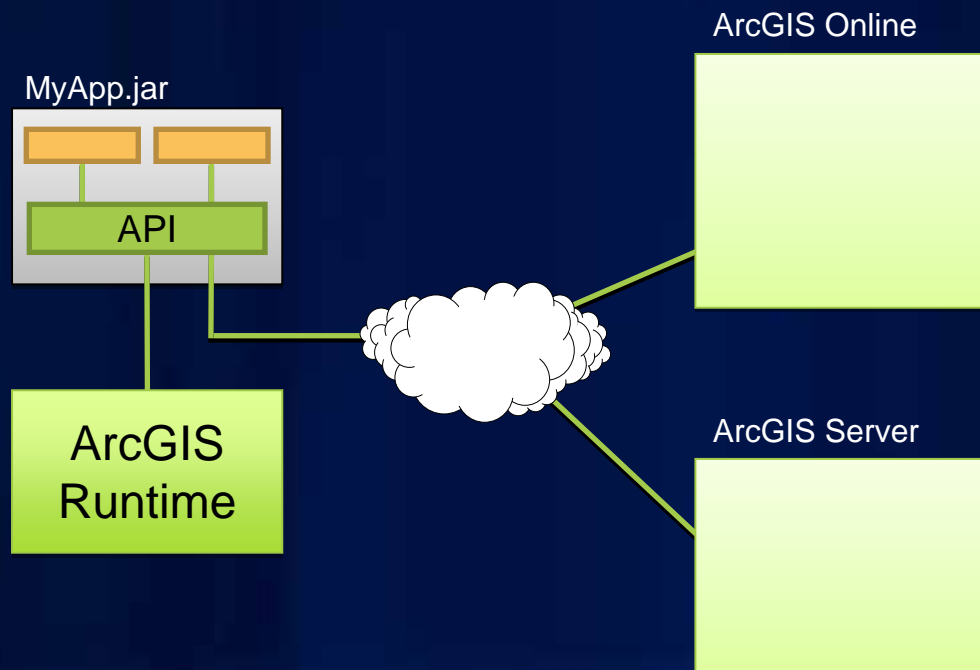 ArcGIS Online
MyApp.jar
API
ArcGIS
Runtime
ArcGIS Server